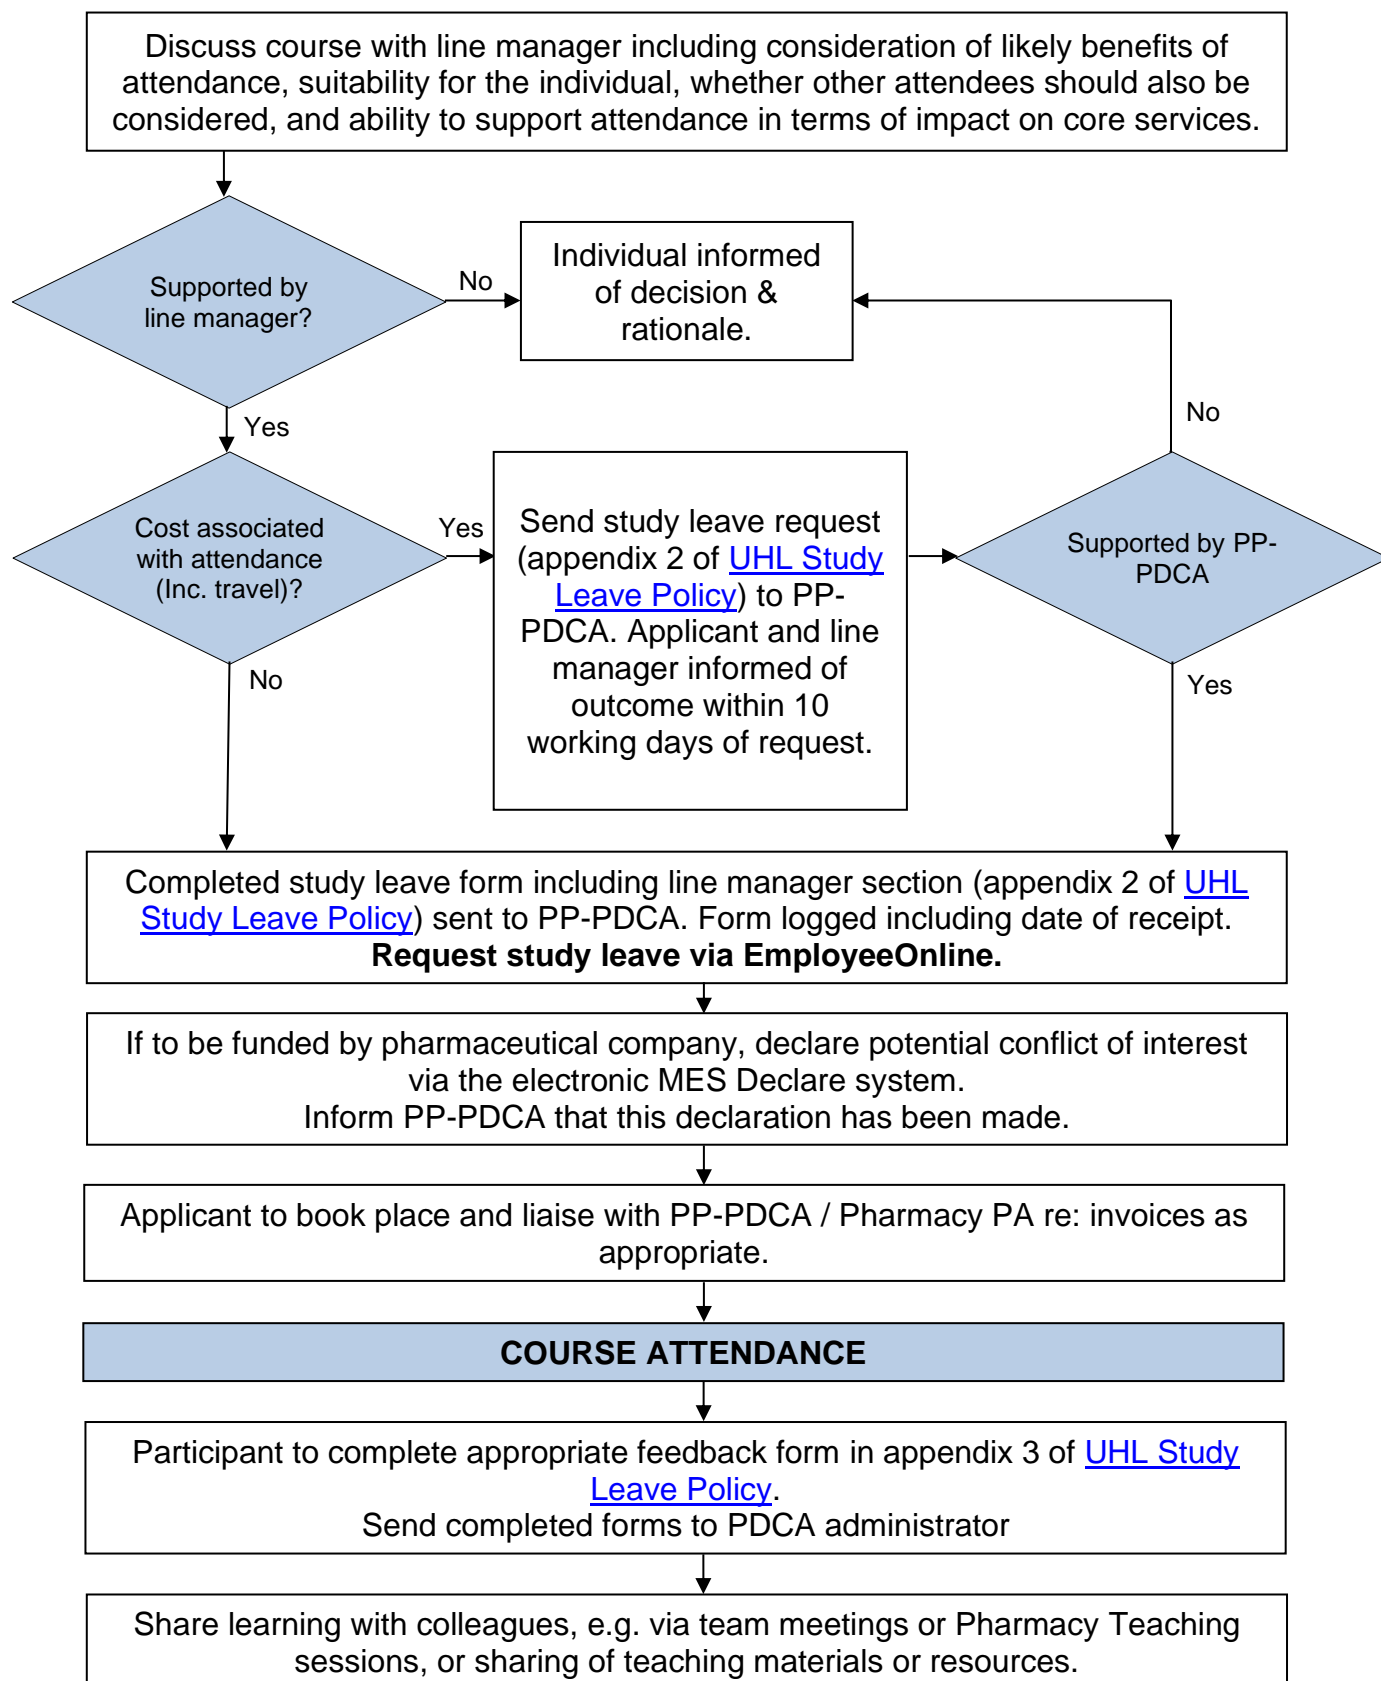 Discuss course with line manager including consideration of likely benefits of
attendance, suitability for the individual, whether other attendees should also be
considered, and ability to support attendance in terms of impact on core services.
Supported by
line manager?
No
Individual informed
of decision &
rationale.
Yes
No
Cost associated
with attendance
(Inc. travel)?
Yes
Send study leave request
(appendix 2 of UHL Study
Leave Policy) to PP-
PDCA. Applicant and line
manager informed of
outcome within 10
working days of request.
Supported by PP-
PDCA
No
Yes
Completed study leave form including line manager section (appendix 2 of UHL
Study Leave Policy) sent to PP-PDCA. Form logged including date of receipt.
Request study leave via EmployeeOnline.
If to be funded by pharmaceutical company, declare potential conflict of interest
via the electronic MES Declare system.
Inform PP-PDCA that this declaration has been made.
Applicant to book place and liaise with PP-PDCA / Pharmacy PA re: invoices as
appropriate.
COURSE ATTENDANCE
Participant to complete appropriate feedback form in appendix 3 of UHL Study
Leave Policy.
Send completed forms to PDCA administrator
Share learning with colleagues, e.g. via team meetings or Pharmacy Teaching
sessions, or sharing of teaching materials or resources.